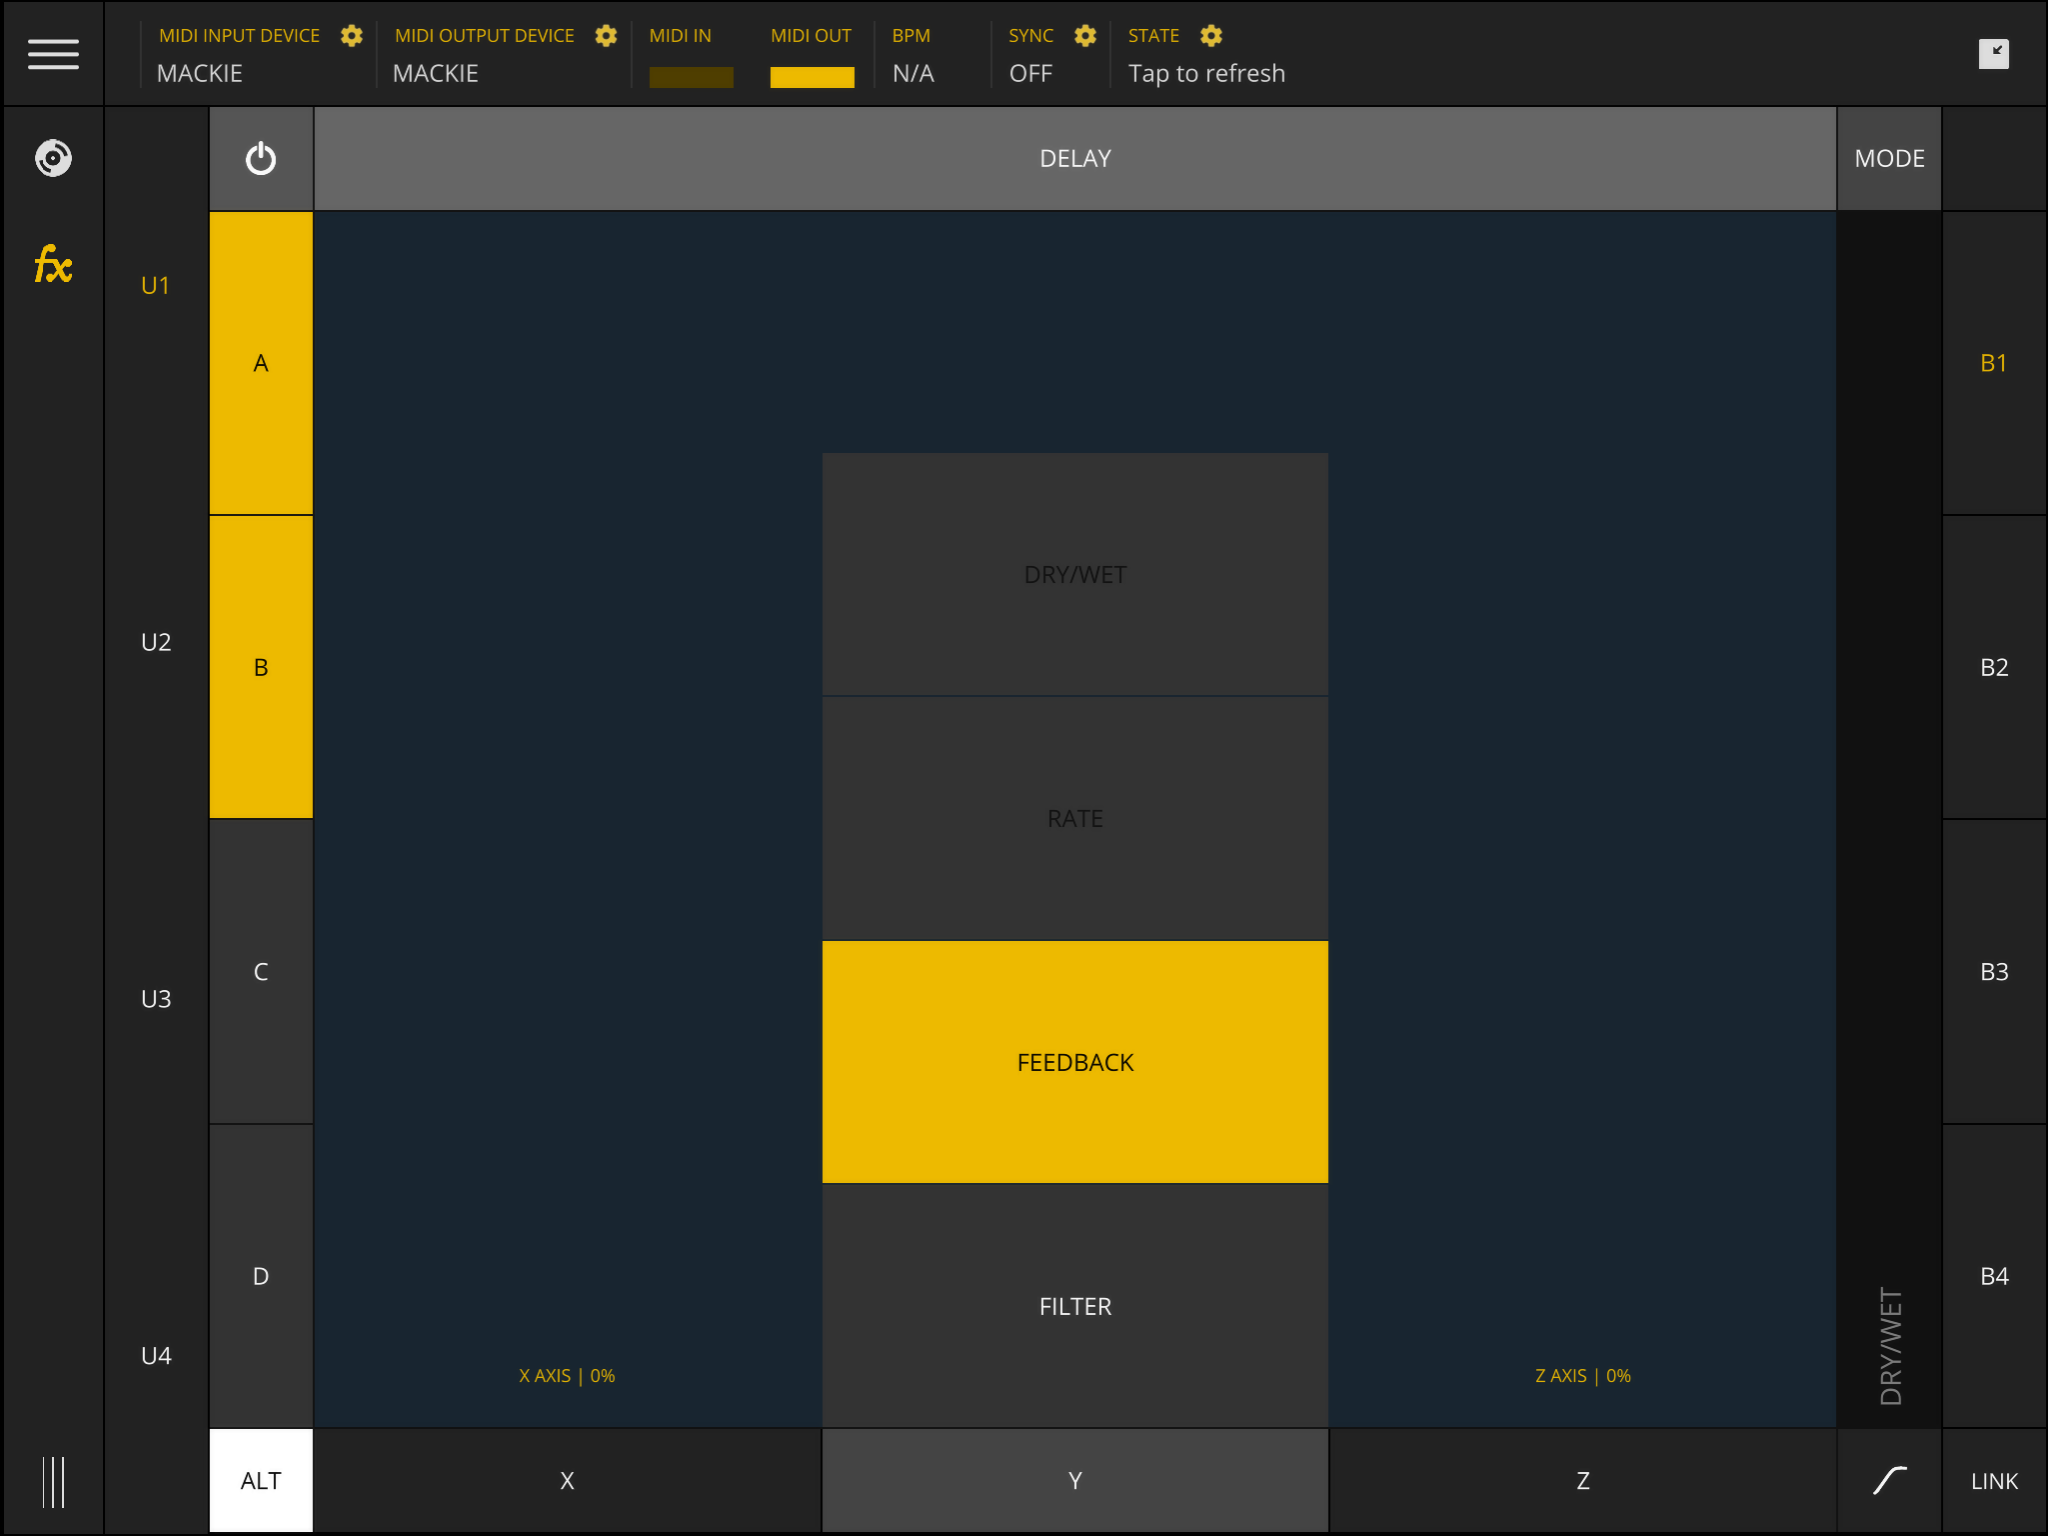 MIDI INPUT DEVICE
MACKIE
MIDI OUTPUT DEVICE
MACKIE
MIDI IN
MIDI OUT
BPM
N/A
SYNC
OFF
STATE
Tap to refresh
DELAY
MODE
fx
U1
U2
U3
U4
A
B
C
D
DRY/WET
RATE
FEEDBACK
FILTER
X AXIS | 0%
Z AXIS | 0%
DRY/WET
B1
B2
B3
B4
ALT
X
Y
Z
LINK